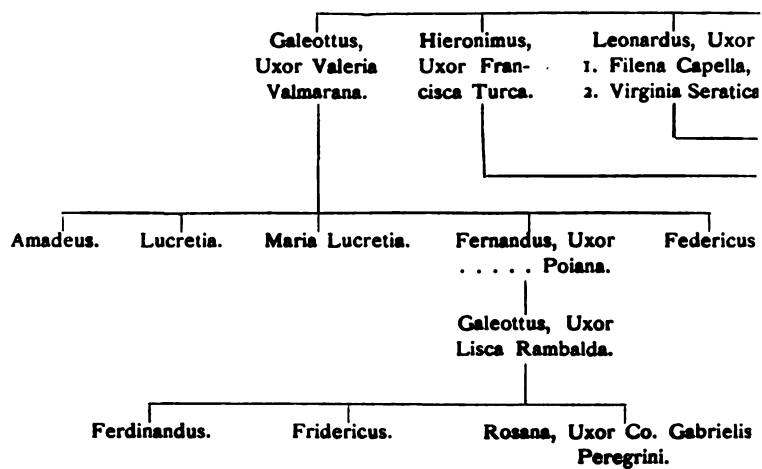 Galeottus,
Uxor Valeria
Valmarana.
Hieronimus,
Uxor Fran-
cisca Turca.
Leonardus, Uxor
1. Filena Capella,
2. Virginia Seratica
Amadeus.
Lucretia.
Maria Lucretia.
Fernandus, Uxor
. . . . . Poiana.
Federicus
Galeottus, Uxor
Lisca Rambalda.
Ferdinandus.
Fridericus.
Rosana, Uxor Co. Gabrielis
Peregrini.